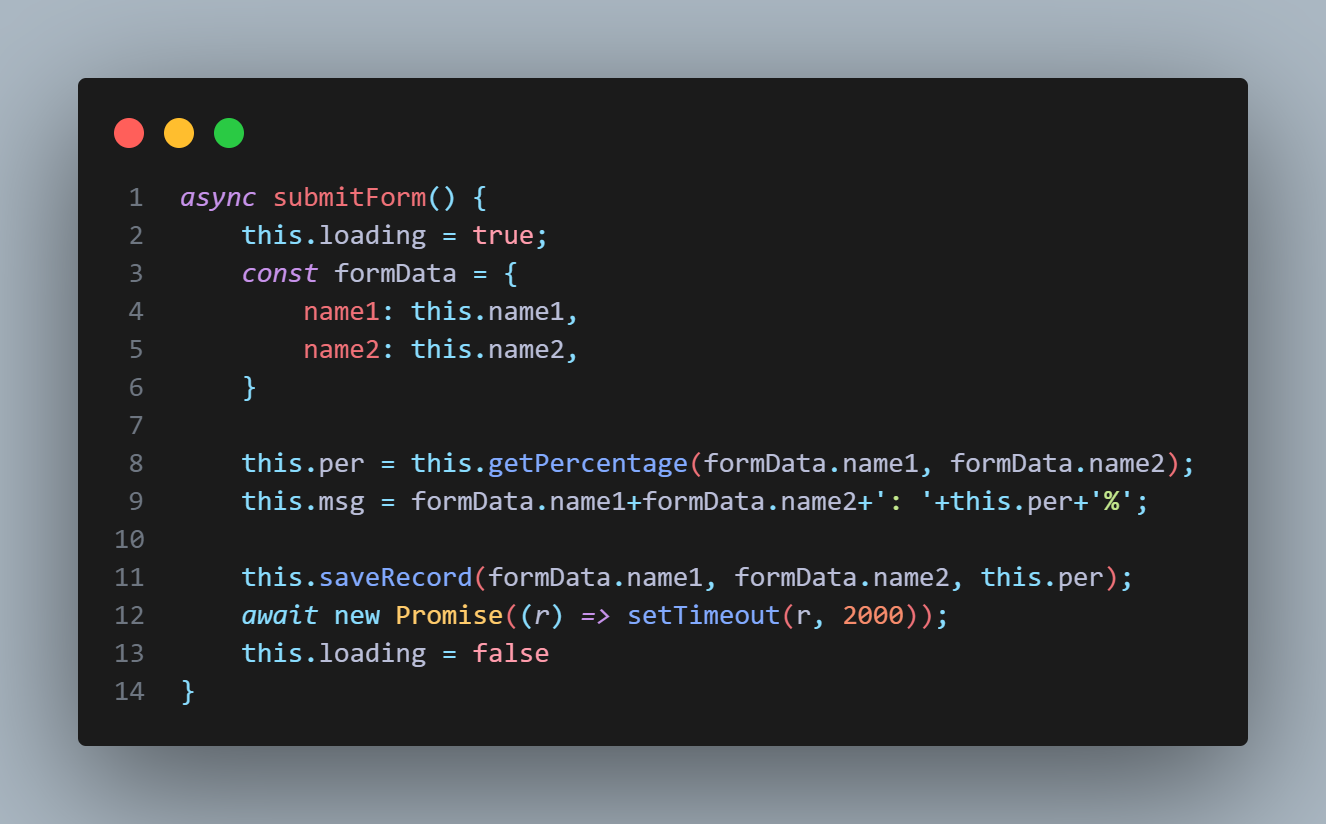 1 async submitForm() {
2     this.loading = true;
3     const formData = {
4         name1: this.name1,
5         name2: this.name2,
6     }
7
8     this.per = this.getPercentage(formData.name1, formData.name2);
9     this.msg = formData.name1+formData.name2+': '+this.per+'%';
10
11     this.saveRecord(formData.name1, formData.name2, this.per);
12     await new Promise((r) => setTimeout(r, 2000));
13     this.loading = false
14 }